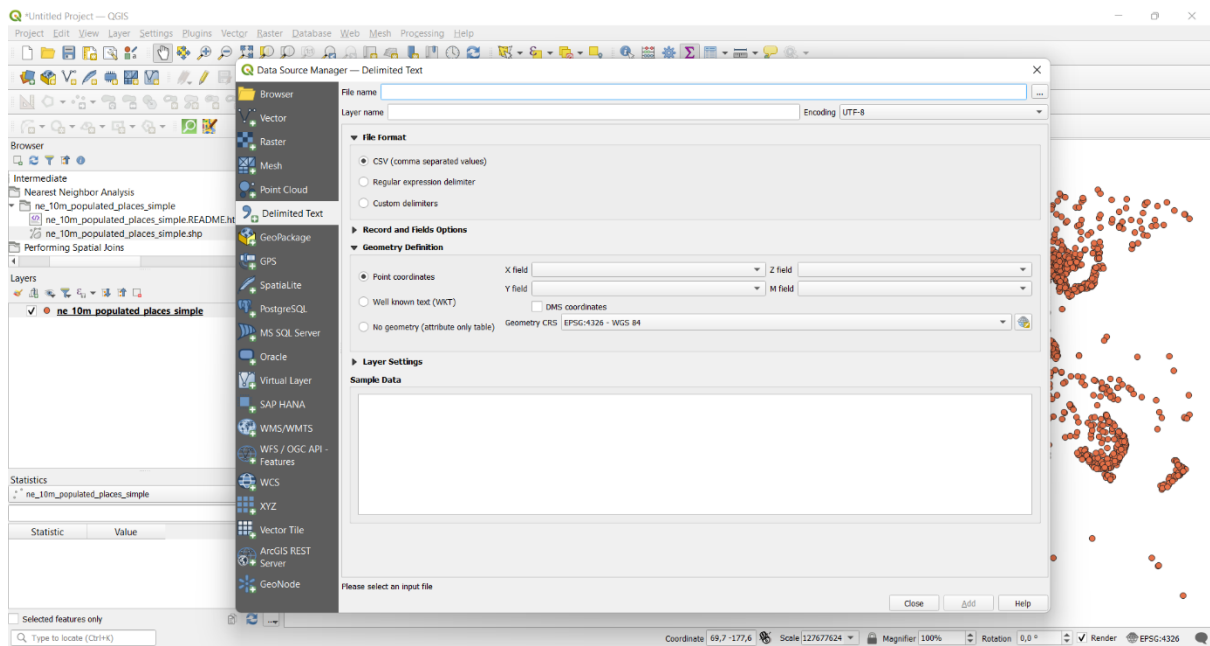 *Untitled Project — QGIS
Project Edit View Layer Settings Plugins Vector Raster Database Web Mesh Processing Help
Data Source Manager — Delimited Text
Browser
Vector
Raster
Mesh
Point Cloud
Delimited Text
GeoPackage
GPS
SpatiaLite
PostgreSQL
MS SQL Server
Oracle
Virtual Layer
SAP HANA
WMS/WMTS
WFS / OGC API -
Features
WCS
XYZ
Vector Tile
ArcGIS REST
Server
GeoNode
File name
...
Layer name
Encoding UTF-8
File Format
CSV (comma separated values)
Regular expression delimiter
Custom delimiters
Record and Fields Options
Geometry Definition
Point coordinates
Well known text (WKT)
No geometry (attribute only table)
X field
Z field
Y field
M field
DMS coordinates
Geometry CRS EPSG:4326 - WGS 84
Layer Settings
Sample Data
Please select an input file
Close Add Help
Browser
Intermediate
Nearest Neighbor Analysis
ne_10m_populated_places_simple
ne_10m_populated_places_simple.README.ht
ne_10m_populated_places_simple.shp
Performing Spatial Joins
Layers
ne_10m_populated_places_simple
Statistics
ne_10m_populated_places_simple
Statistic Value
Selected features only
Type to locate (Ctrl+K)
Coordinate 69,7 -177,6 Scale 127677624 Magnifier 100% Rotation 0,0 ° Render EPSG:4326